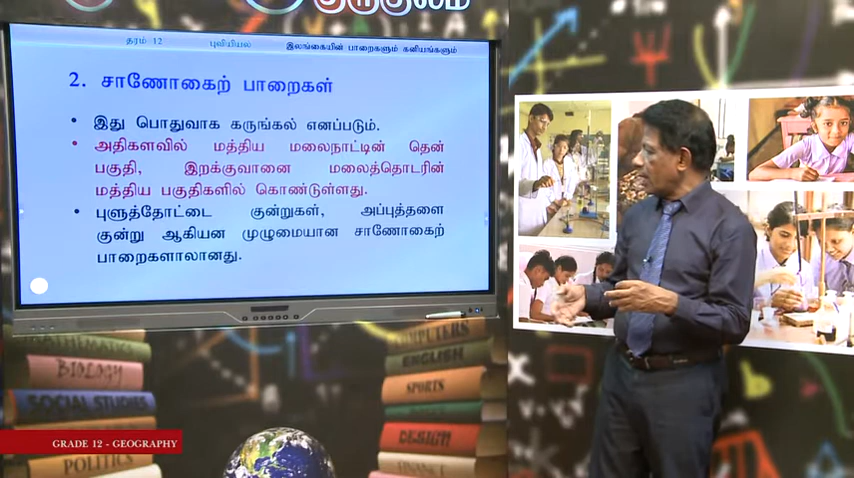 தரம் 12 புவியியல் இலங்கையின் பாறைகளும் கனியங்களும்
2. சாணோகைற் பாறைகள்
• இது பொதுவாக கருங்கல் எனப்படும்.
• அதிகளவில் மத்திய மலைநாட்டின் தென்
பகுதி, இறக்குவானை மலைத்தொடரின்
மத்திய பகுதிகளில் கொண்டுள்ளது.
• புளுத்தோட்டை குன்றுகள், அப்புத்தளை
குன்று ஆகியன முழுமையான சாணோகைற்
பாறைகளாலானது.
MATHEMATICS
BIOLOGY
SOCIAL STUDIES
POLITICS
COMPUTERS
ENGLISH
SPORTS
DESIGN
FINANCE
GRADE 12 - GEOGRAPHY